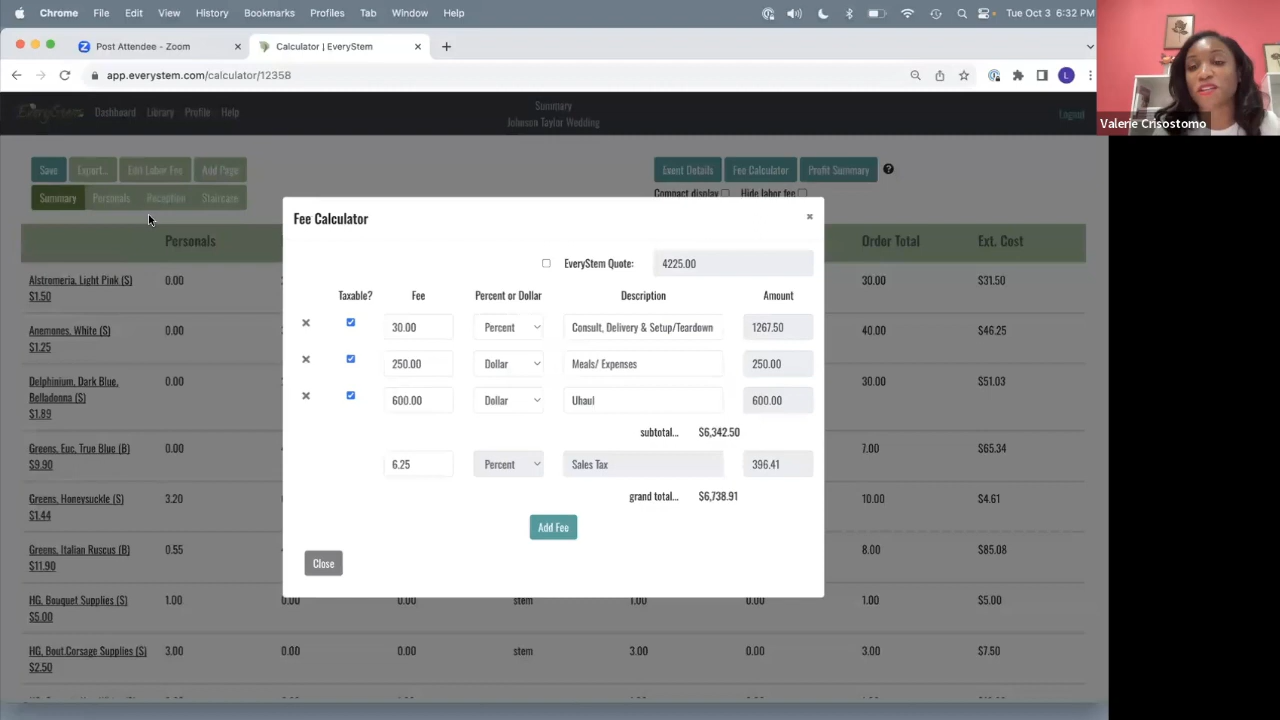 Chrome File Edit View History Bookmarks Profiles Tab Window Help Tue Oct 3 6:32 PM
Post Attendee - Zoom × Calculator | EveryStem × +
app.everystem.com/calculator/12358 L
Valerie Crisostomo
EveryStem Dashboard Library Profile Help Summary Logout
Johnson Taylor Wedding
Save Export... Edit Labor Fee Add Page Event Details Fee Calculator Profit Summary ?
Compact display Hide labor fee
Summary Personals Reception Staircase
Personals Order Total Ext. Cost
Fee Calculator ×
EveryStem Quote: 4225.00
Taxable? Fee Percent or Dollar Description Amount
30.00 Percent Consult, Delivery & Setup/Teardown 1267.50
250.00 Dollar Meals/ Expenses 250.00
600.00 Dollar Uhaul 600.00
subtotal... $6,342.50
6.25 Percent Sales Tax 396.41
grand total... $6,738.91
Add Fee
Close
Alstromeria, Light Pink (S) 0.00 30.00 $31.50
$1.50
Anemones, White (S) 0.00 40.00 $46.25
$1.25
Delphinium, Dark Blue, 0.00 30.00 $51.03
Belladonna (S)
$1.89
Greens, Euc, True Blue (B) 0.00 7.00 $65.34
$9.90
Greens, Honeysuckle (S) 3.20 10.00 $4.61
$1.44
Greens, Italian Ruscus (B) 0.55 8.00 $85.08
$11.90
HG, Bouquet Supplies (S) 1.00 0.00 0.00 stem 1.00 0.00 1.00 $5.00
$5.00
HG, Bout.Corsage Supplies (S) 3.00 0.00 0.00 stem 3.00 0.00 3.00 $7.50
$2.50